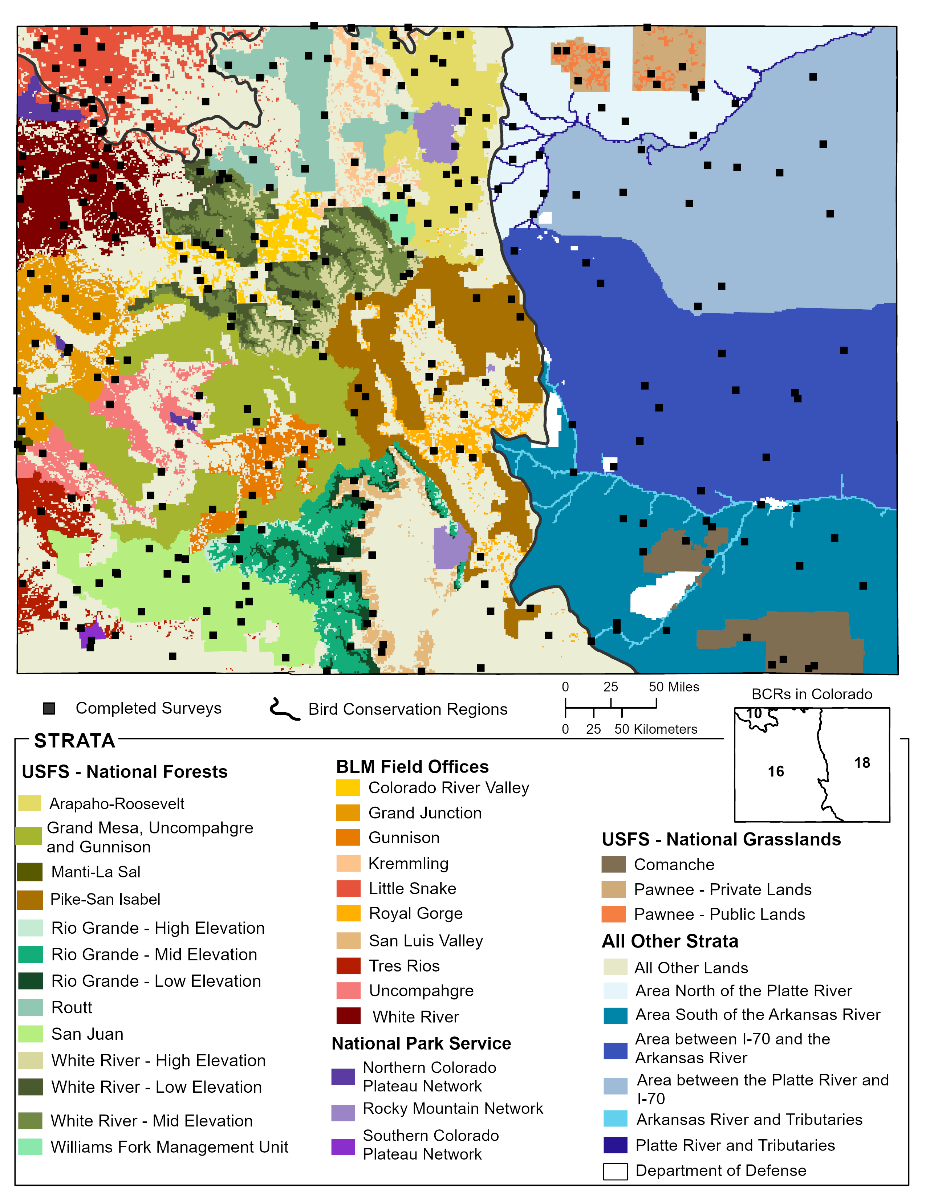 0 25 50 Miles
0 25 50 Kilometers
Completed Surveys
Bird Conservation Regions
BCRs in Colorado
10
16
18
STRATA
USFS - National Forests
Arapaho-Roosevelt
Grand Mesa, Uncompahgre
and Gunnison
Manti-La Sal
Pike-San Isabel
Rio Grande - High Elevation
Rio Grande - Mid Elevation
Rio Grande - Low Elevation
Routt
San Juan
White River - High Elevation
White River - Low Elevation
White River - Mid Elevation
Williams Fork Management Unit
BLM Field Offices
Colorado River Valley
Grand Junction
Gunnison
Kremmling
Little Snake
Royal Gorge
San Luis Valley
Tres Rios
Uncompahgre
White River
National Park Service
Northern Colorado
Plateau Network
Rocky Mountain Network
Southern Colorado
Plateau Network
USFS - National Grasslands
Comanche
Pawnee - Private Lands
Pawnee - Public Lands
All Other Strata
All Other Lands
Area North of the Platte River
Area South of the Arkansas River
Area between I-70 and the
Arkansas River
Area between the Platte River and
I-70
Arkansas River and Tributaries
Platte River and Tributaries
Department of Defense